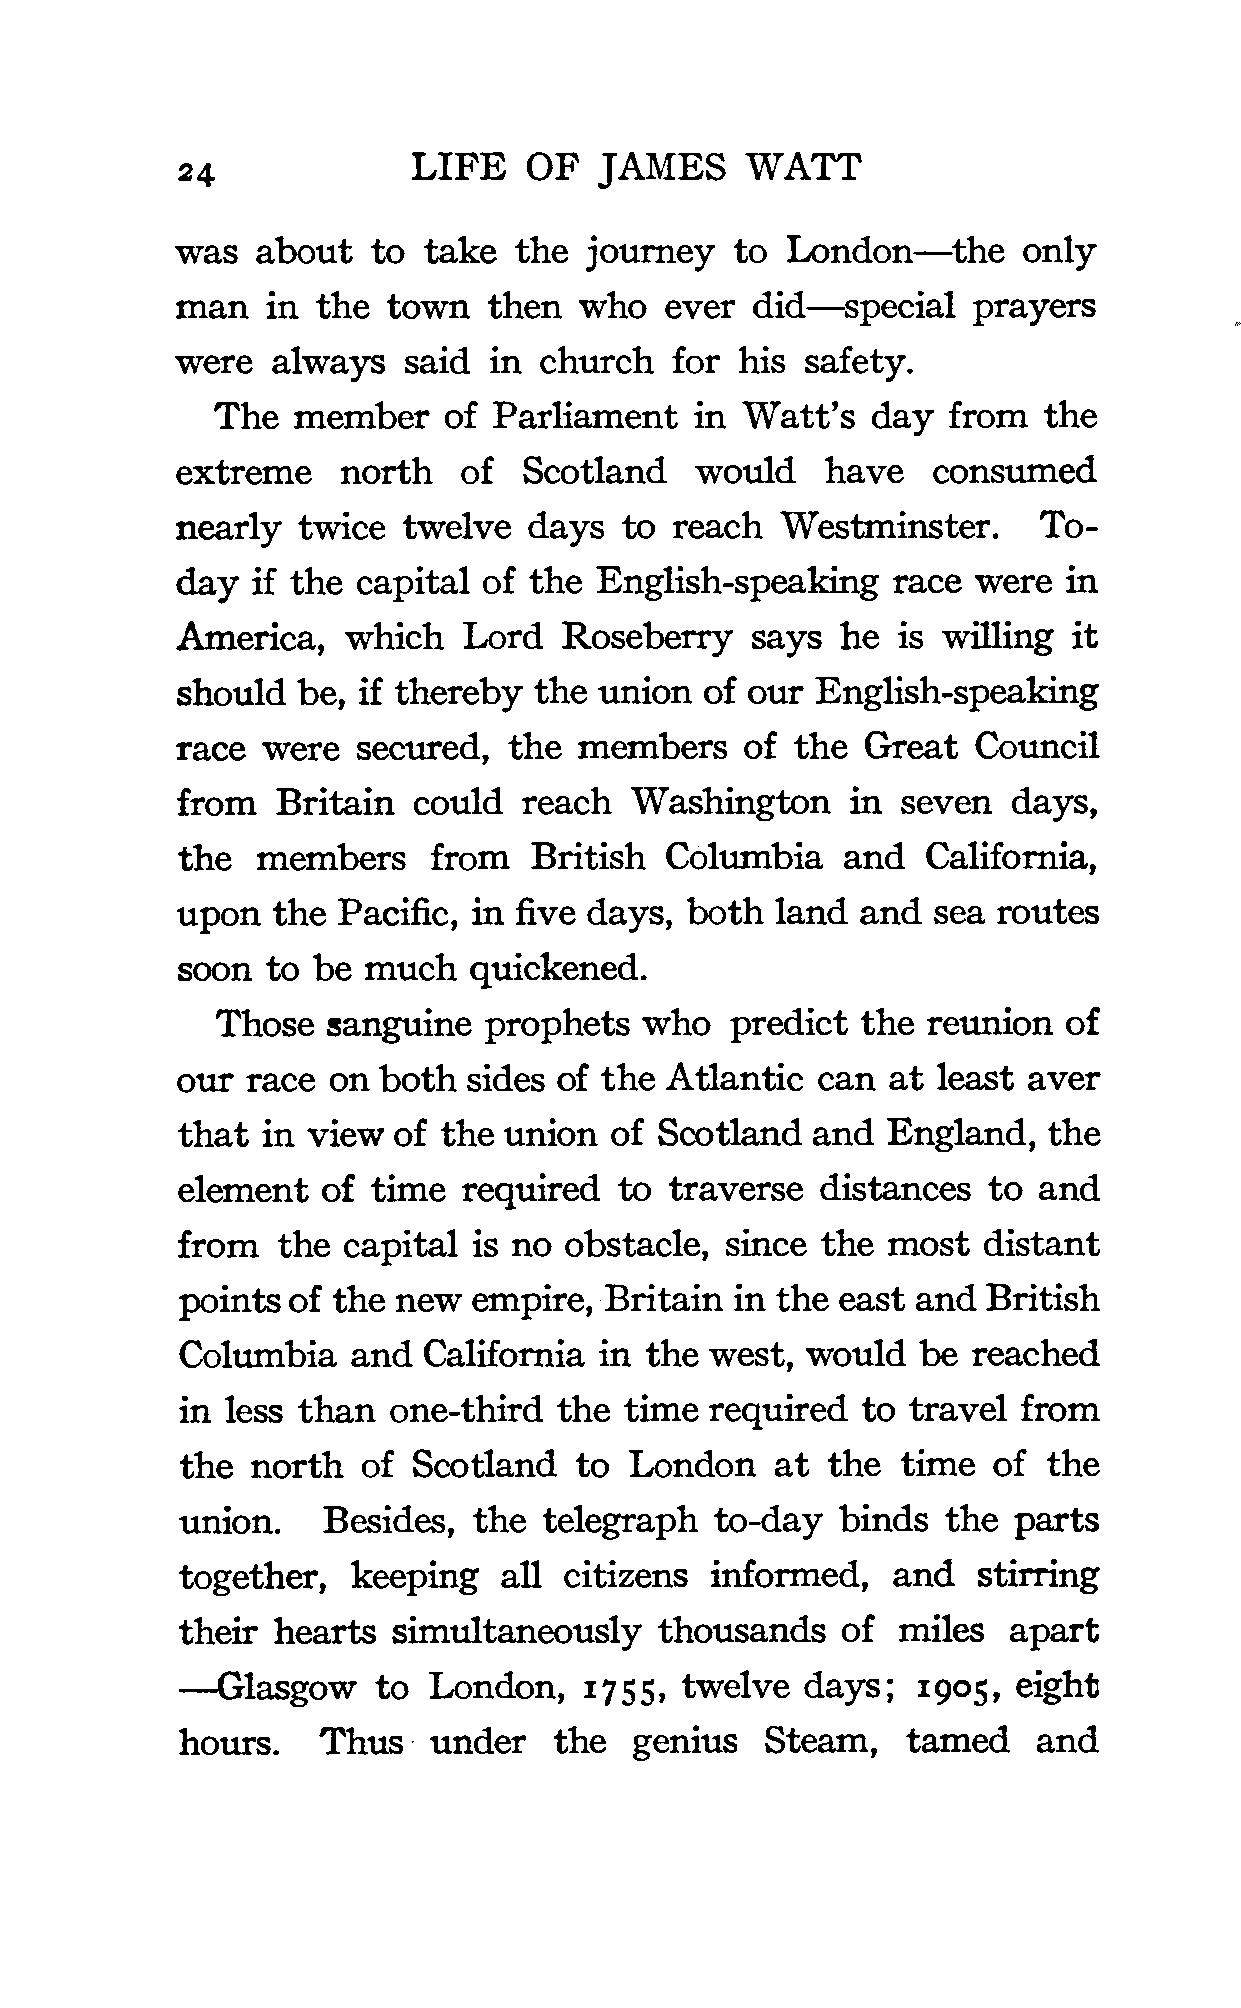 24 LIFE OF JAMES WATT
was about to take the journey to London—the only
man in the town then who ever did—special prayers
were always said in church for his safety.
The member of Parliament in Watt's day from the
extreme north of Scotland would have consumed
nearly twice twelve days to reach Westminster. To-
day if the capital of the English-speaking race were in
America, which Lord Roseberry says he is willing it
should be, if thereby the union of our English-speaking
race were secured, the members of the Great Council
from Britain could reach Washington in seven days,
the members from British Columbia and California,
upon the Pacific, in five days, both land and sea routes
soon to be much quickened.
Those sanguine prophets who predict the reunion of
our race on both sides of the Atlantic can at least aver
that in view of the union of Scotland and England, the
element of time required to traverse distances to and
from the capital is no obstacle, since the most distant
points of the new empire, Britain in the east and British
Columbia and California in the west, would be reached
in less than one-third the time required to travel from
the north of Scotland to London at the time of the
union. Besides, the telegraph to-day binds the parts
together, keeping all citizens informed, and stirring
their hearts simultaneously thousands of miles apart
—Glasgow to London, 1755, twelve days; 1905, eight
hours. Thus under the genius Steam, tamed and